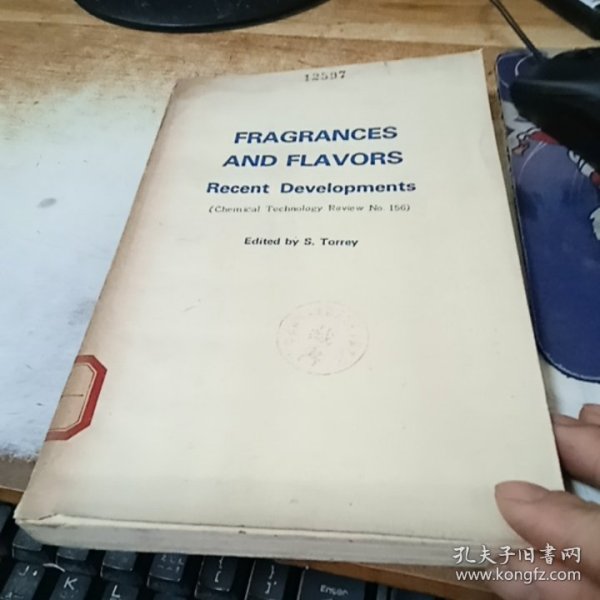 12597
FRAGRANCES
AND FLAVORS
Recent Developments
(Chemical Technology Review No. 156)
Edited by S. Torrey
Enter
孔夫子旧书网
www.kongfz.com